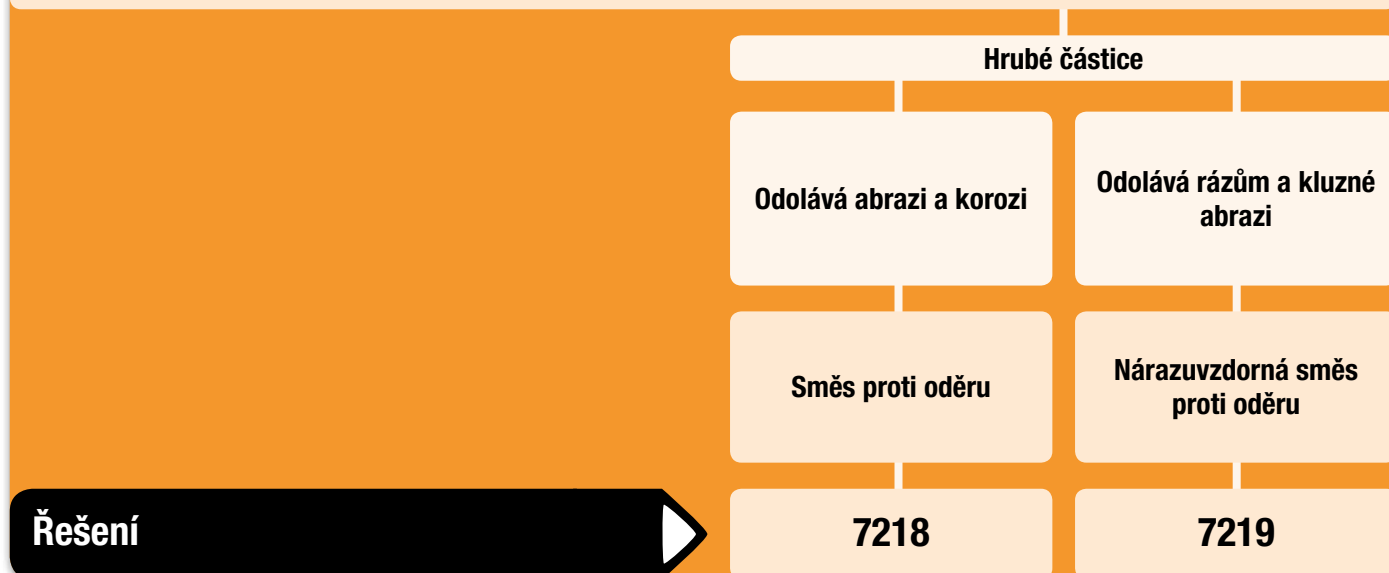 Hrubé částice
Odolává abrazi a korozi
Odolává rázům a kluzné
abrazi
Směs proti oděru
Nárazuvzdorná směs
proti oděru
Řešení
7218
7219